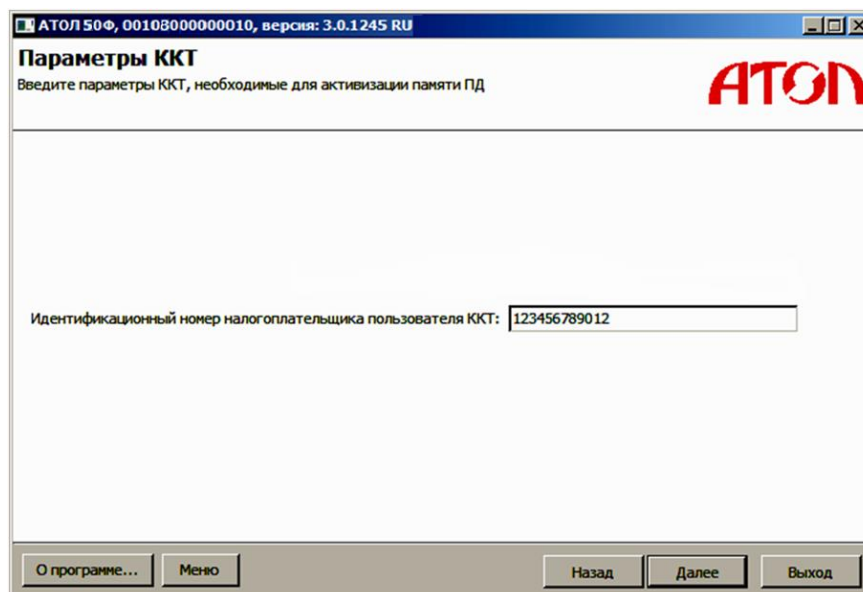 АТОЛ 50Ф, 00108000000010, версия: 3.0.1245 RU
Параметры ККТ
Введите параметры ККТ, необходимые для активизации памяти ПД
АТОЛ
Идентификационный номер налогоплательщика пользователя ККТ: 123456789012
О программе... Меню Назад Далее Выход